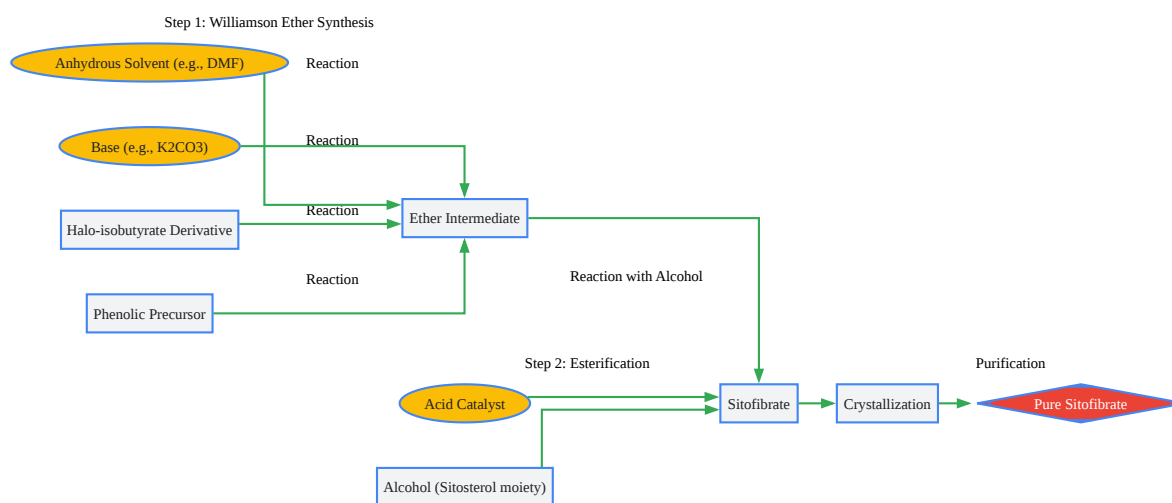 Step 1: Williamson Ether Synthesis
Anhydrous Solvent (e.g., DMF)
Reaction
Base (e.g., K2CO3)
Reaction
Halo-isobutyrate Derivative
Reaction
Ether Intermediate
Phenolic Precursor
Reaction
Reaction with Alcohol
Step 2: Esterification
Purification
Acid Catalyst
Sitofibrate
Crystallization
Pure Sitofibrate
Alcohol (Sitosterol moiety)